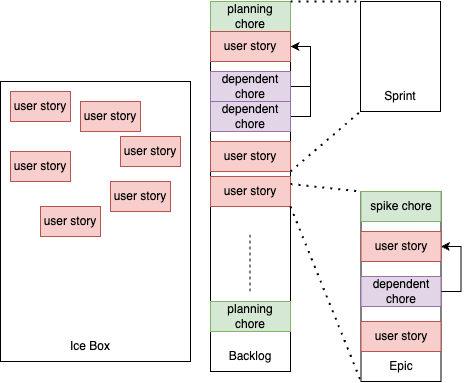 user story
user story
user story
user story
user story
user story
Ice Box
planning
chore
user story
dependent
chore
dependent
chore
user story
user story
planning
chore
Backlog
Sprint
spike chore
user story
dependent
chore
user story
Epic